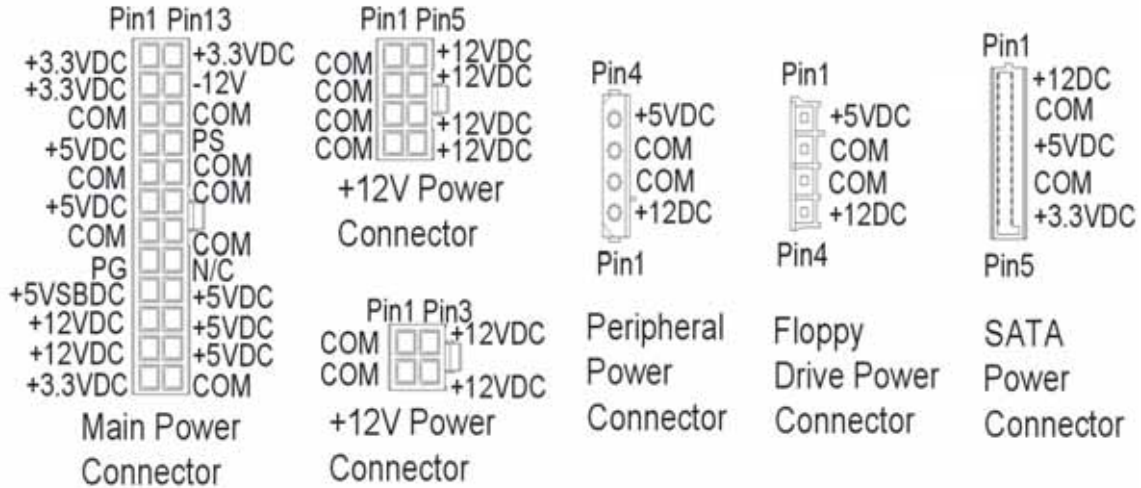 Pin1 Pin13
+3.3VDC +3.3VDC
+3.3VDC -12V
COM COM
+5VDC PS
COM COM
+5VDC COM
COM COM
PG N/C
+5VSBDC +5VDC
+12VDC +5VDC
+12VDC +5VDC
+3.3VDC COM
Main Power
Connector
Pin1 Pin5
COM +12VDC
COM +12VDC
COM +12VDC
COM +12VDC
+12V Power
Connector
Pin1 Pin3
COM +12VDC
COM +12VDC
+12V Power
Connector
Pin4
+5VDC
COM
COM
+12DC
Pin1
Peripheral
Power
Connector
Pin1
+5VDC
COM
COM
+12DC
Pin4
Floppy
Drive Power
Connector
Pin1
+12DC
COM
+5VDC
COM
+3.3VDC
Pin5
SATA
Power
Connector